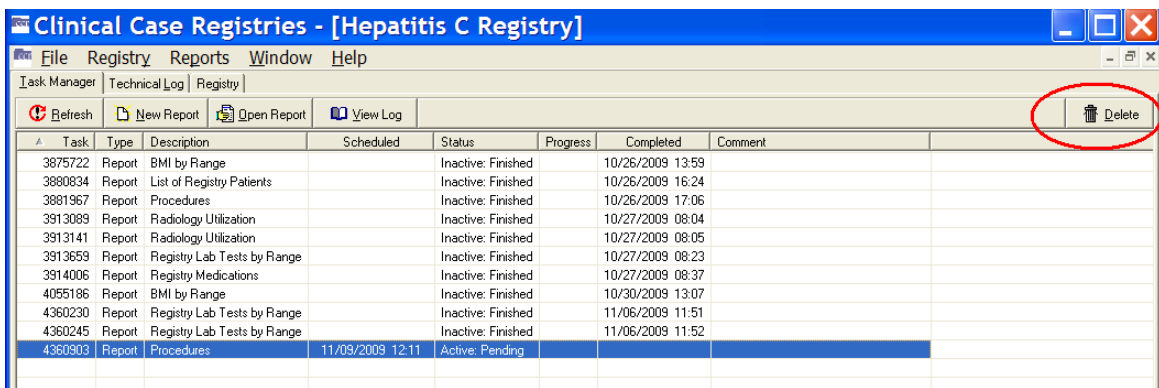 Clinical Case Registries - [Hepatitis C Registry]
File Registry Reports Window Help
Task Manager Technical Log Registry
Refresh New Report Open Report View Log Delete
Task Type Description Scheduled Status Progress Completed Comment
3875722 Report BMI by Range Inactive: Finished 10/26/2009 13:59
3880834 Report List of Registry Patients Inactive: Finished 10/26/2009 16:24
3881967 Report Procedures Inactive: Finished 10/26/2009 17:06
3913089 Report Radiology Utilization Inactive: Finished 10/27/2009 08:04
3913141 Report Radiology Utilization Inactive: Finished 10/27/2009 08:05
3913659 Report Registry Lab Tests by Range Inactive: Finished 10/27/2009 08:23
3914006 Report Registry Medications Inactive: Finished 10/27/2009 08:37
4055186 Report BMI by Range Inactive: Finished 10/30/2009 13:07
4360230 Report Registry Lab Tests by Range Inactive: Finished 11/06/2009 11:51
4360245 Report Registry Lab Tests by Range Inactive: Finished 11/06/2009 11:52
4360903 Report Procedures 11/09/2009 12:11 Active: Pending